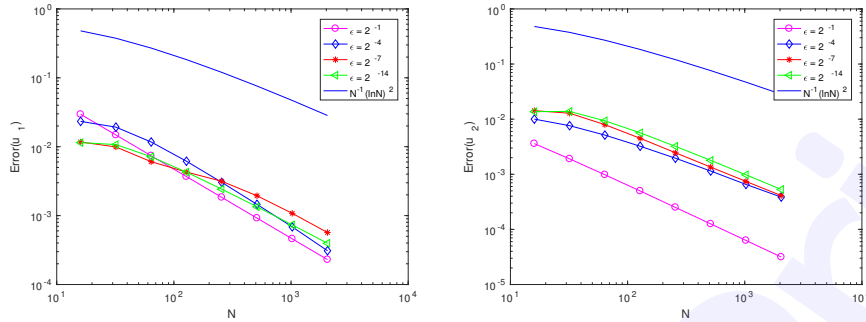 10^0
10^-1
10^-2
10^-3
10^-4
10^1
10^2
10^3
10^4
N
Error(u_1)
ϵ = 2^-1
ϵ = 2^-4
ϵ = 2^-7
ϵ = 2^-14
N^-1(lnN)^2
10^0
10^-1
10^-2
10^-3
10^-4
10^-5
10^1
10^2
10^3
10
N
Error(u_2)
ϵ = 2^-1
ϵ = 2^-4
ϵ = 2^-7
ϵ = 2^-14
N^-1(lnN)^2